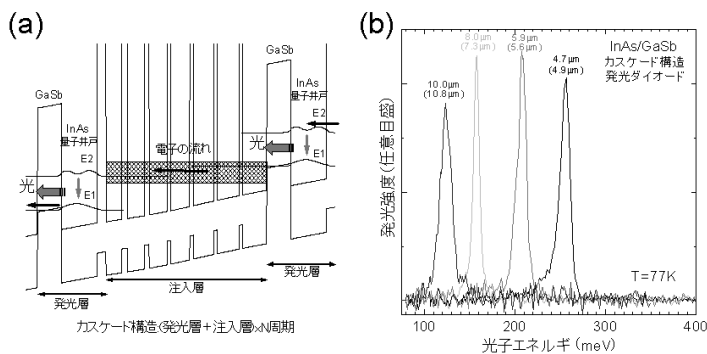 (a)
GaSb
InAs
量子井戸
E2
E1
光
電子の流れ
光
GaSb
InAs
量子井戸
E2
E1
注入層
発光層
発光層
カスケード構造(発光層+注入層)×N周期
(b)
8.0μm
(7.3μm)
5.9μm
(5.6μm)
4.7μm
(4.9μm)
10.0μm
(10.8μm)
InAs/GaSb
カスケード構造
発光ダイオード
T=77K
発光強度(任意目盛)
100
200
300
400
光子エネルギ (meV)